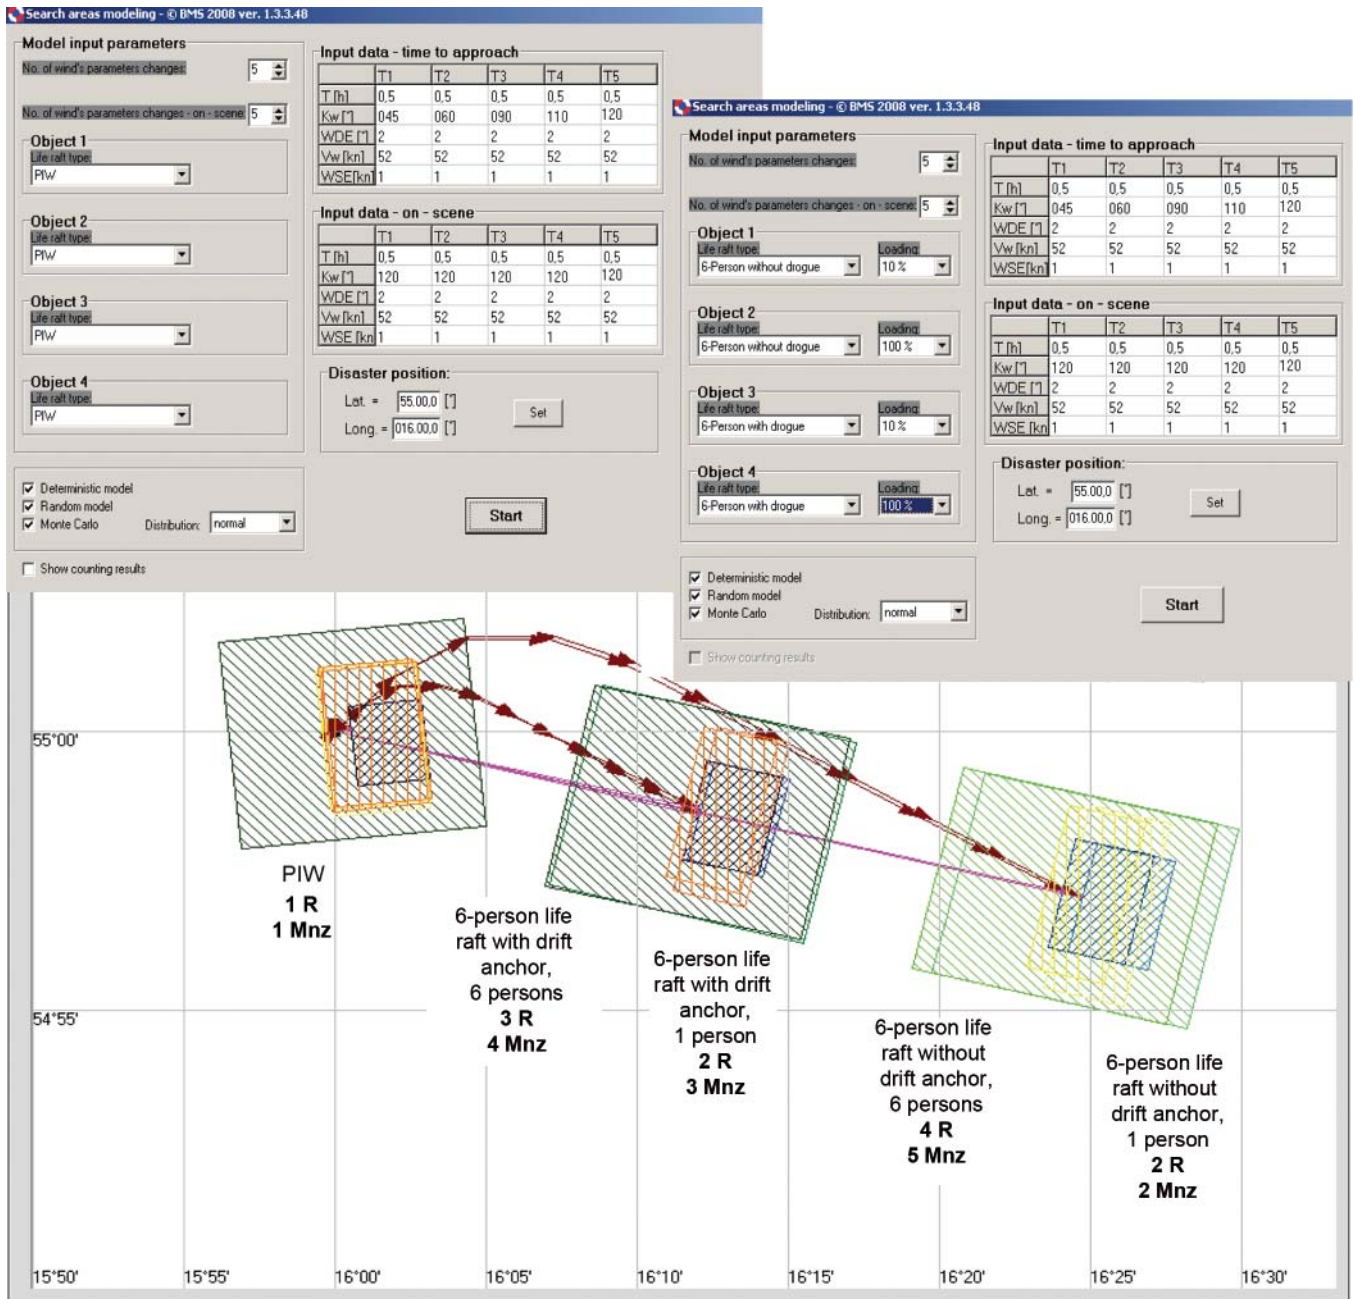 Search areas modeling - © BMS 2008 ver. 1.3.3.48
Model input parameters
No. of wind's parameters changes: 5
No. of wind's parameters changes - on - scene: 5
Object 1
Life raft type:
PIW
Object 2
Life raft type:
PIW
Object 3
Life raft type:
PIW
Object 4
Life raft type:
PIW
Deterministic model
Random model
Monte Carlo Distribution: normal
Show counting results
Input data - time to approach
T1 T2 T3 T4 T5
T [h] 0,5 0,5 0,5 0,5 0,5
Kw [°] 045 060 090 110 120
WDE [°] 2 2 2 2 2
Vw [kn] 52 52 52 52 52
WSE[kn] 1 1 1 1 1
Input data - on - scene
T1 T2 T3 T4 T5
T [h] 0,5 0,5 0,5 0,5 0,5
Kw [°] 120 120 120 120 120
WDE [°] 2 2 2 2 2
Vw [kn] 52 52 52 52 52
WSE [kn 1 1 1 1 1
Disaster position:
Lat. = 55.00,0 [°] Set
Long. = 016.00,0 [°]
Start
Search areas modeling - © BMS 2008 ver. 1.3.3.48
Model input parameters
No. of wind's parameters changes: 5
No. of wind's parameters changes - on - scene: 5
Object 1
Life raft type: Loading:
6-Person without drogue 10 %
Object 2
Life raft type: Loading:
6-Person without drogue 100 %
Object 3
Life raft type: Loading:
6-Person with drogue 10 %
Object 4
Life raft type: Loading:
6-Person with drogue 100 %
Deterministic model
Random model
Monte Carlo Distribution: normal
Show counting results
Input data - time to approach
T1 T2 T3 T4 T5
T [h] 0,5 0,5 0,5 0,5 0,5
Kw [°] 045 060 090 110 120
WDE [°] 2 2 2 2 2
Vw [kn] 52 52 52 52 52
WSE[kn] 1 1 1 1 1
Input data - on - scene
T1 T2 T3 T4 T5
T [h] 0,5 0,5 0,5 0,5 0,5
Kw [°] 120 120 120 120 120
WDE [°] 2 2 2 2 2
Vw [kn] 52 52 52 52 52
WSE [kn 1 1 1 1 1
Disaster position:
Lat. = 55.00,0 [°] Set
Long. = 016.00,0 [°]
Start
55°00'
54°55'
PIW
1 R
1 Mnz
6-person life
raft with drift
anchor,
6 persons
3 R
4 Mnz
6-person life
raft with drift
anchor,
1 person
2 R
3 Mnz
6-person life
raft without
drift anchor,
6 persons
4 R
5 Mnz
6-person life
raft without
drift anchor,
1 person
2 R
2 Mnz
15°50' 15°55' 16°00' 16°05' 16°10' 16°15' 16°20' 16°25' 16°30'